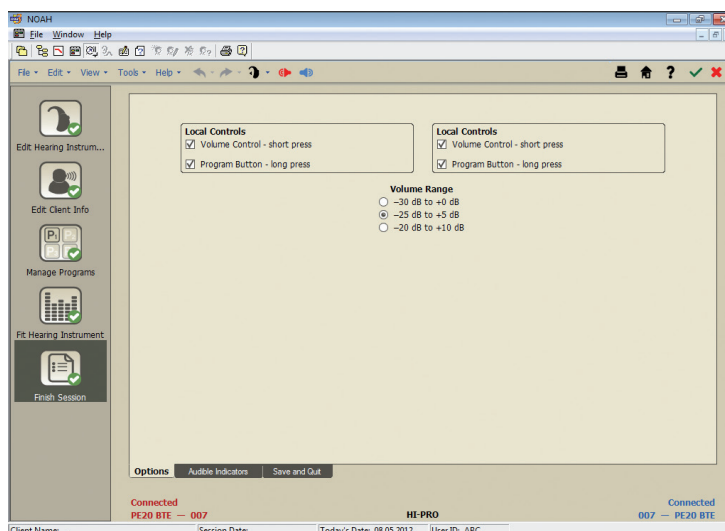 NOAH
File Window Help
File Edit View Tools Help
Edit Hearing Instrum...
Edit Client Info
Manage Programs
Fit Hearing Instrument
Finish Session
Local Controls
Volume Control - short press
Program Button - long press
Local Controls
Volume Control - short press
Program Button - long press
Volume Range
−30 dB to +0 dB
−25 dB to +5 dB
−20 dB to +10 dB
Options Audible Indicators Save and Quit
Connected
PE20 BTE — 007
HI-PRO
Connected
007 — PE20 BTE
Client Name: Session Date: Today's Date: 08.05.2012 User ID: ABC